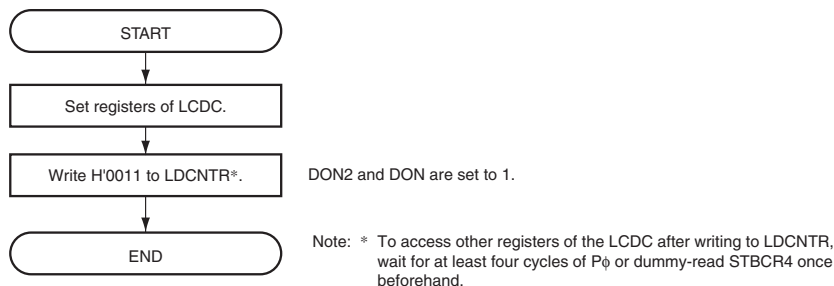 START
Set registers of LCDC.
Write H'0011 to LDCNTR*.
DON2 and DON are set to 1.
END
Note: * To access other registers of the LCDC after writing to LDCNTR,
wait for at least four cycles of Pϕ or dummy-read STBCR4 once
beforehand.